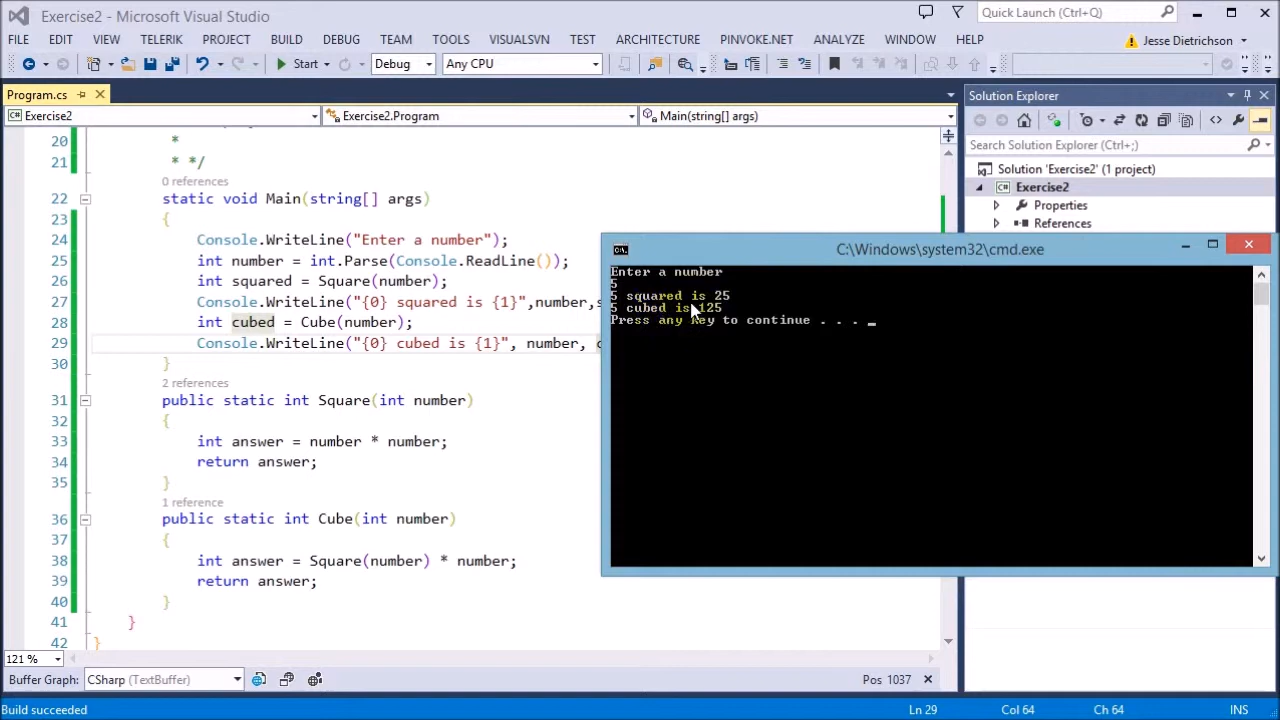 Exercise2 - Microsoft Visual Studio
Quick Launch (Ctrl+Q)
FILE EDIT VIEW TELERIK PROJECT BUILD DEBUG TEAM TOOLS VISUALSVN TEST ARCHITECTURE PINVOKE.NET ANALYZE WINDOW HELP
Jesse Dietrichson
Start Debug Any CPU
Program.cs
Exercise2 Exercise2.Program Main(string[] args)
20 *
21 * */
0 references
22 static void Main(string[] args)
23 {
24 Console.WriteLine("Enter a number");
25 int number = int.Parse(Console.ReadLine());
26 int squared = Square(number);
27 Console.WriteLine("{0} squared is {1}",number,s
28 int cubed = Cube(number);
29 Console.WriteLine("{0} cubed is {1}", number, c
30 }
2 references
31 public static int Square(int number)
32 {
33 int answer = number * number;
34 return answer;
35 }
1 reference
36 public static int Cube(int number)
37 {
38 int answer = Square(number) * number;
39 return answer;
40 }
41 }
42 }
121 %
Buffer Graph: CSharp (TextBuffer) Pos 1037
Build succeeded Ln 29 Col 64 Ch 64 INS
Solution Explorer
Search Solution Explorer (Ctrl+;)
Solution 'Exercise2' (1 project)
C# Exercise2
Properties
References
C:\Windows\system32\cmd.exe
Enter a number
5
5 squared is 25
5 cubed is 125
Press any key to continue . . . _